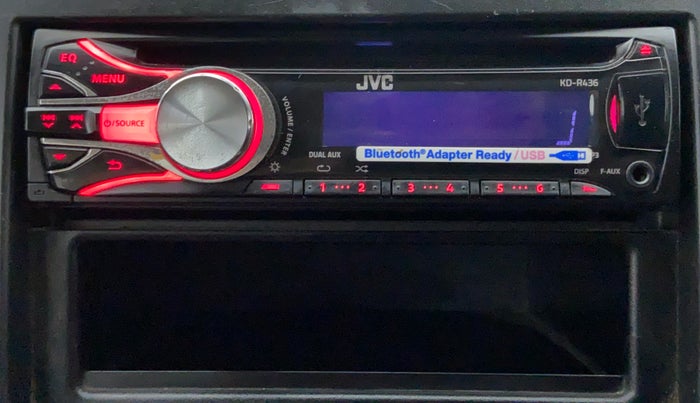 EQ
MENU
JVC
KD-R436
⏻/SOURCE
VOLUME / ENTER
DUAL AUX
Bluetooth® Adapter Ready / USB
DISP
F-AUX
1 ••• 2
3 ••• 4
5 ••• 6